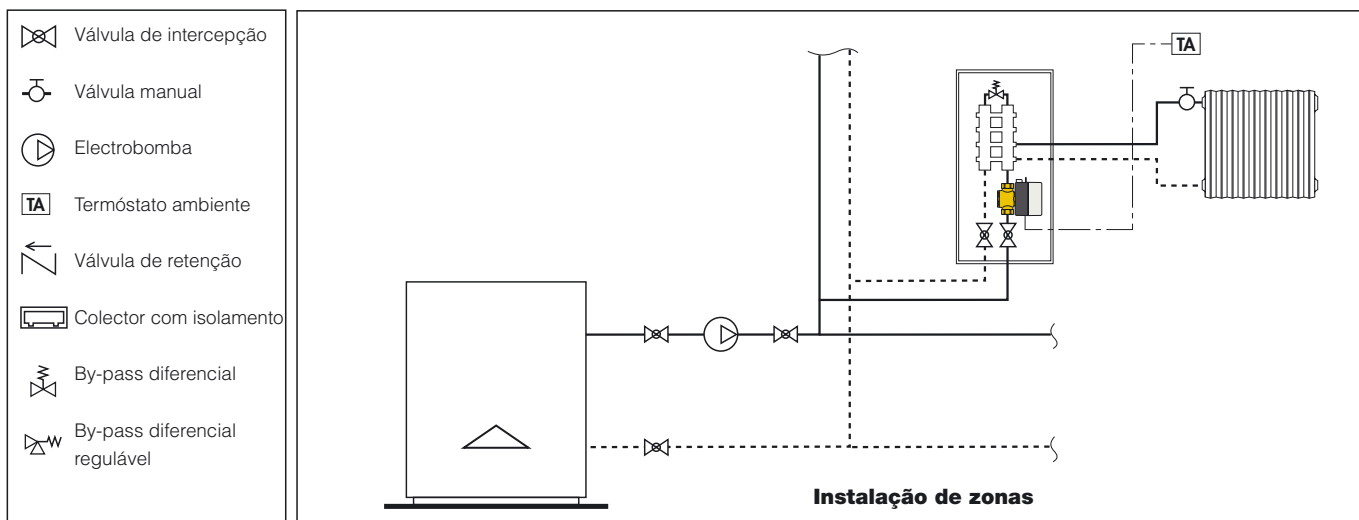 Válvula de intercepção
Válvula manual
Electrobomba
TA Termóstato ambiente
Válvula de retenção
Colector com isolamento
By-pass diferencial
By-pass diferencial
regulável
TA
Instalação de zonas